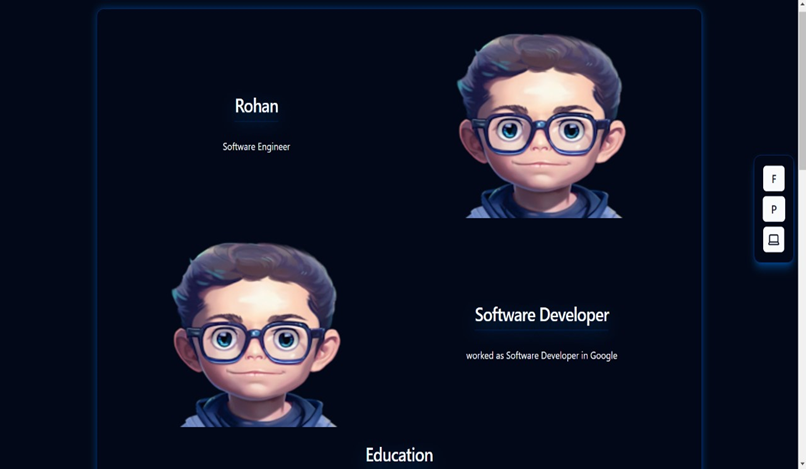 Rohan
Software Engineer
F
P
Software Developer
worked as Software Developer in Google
Education